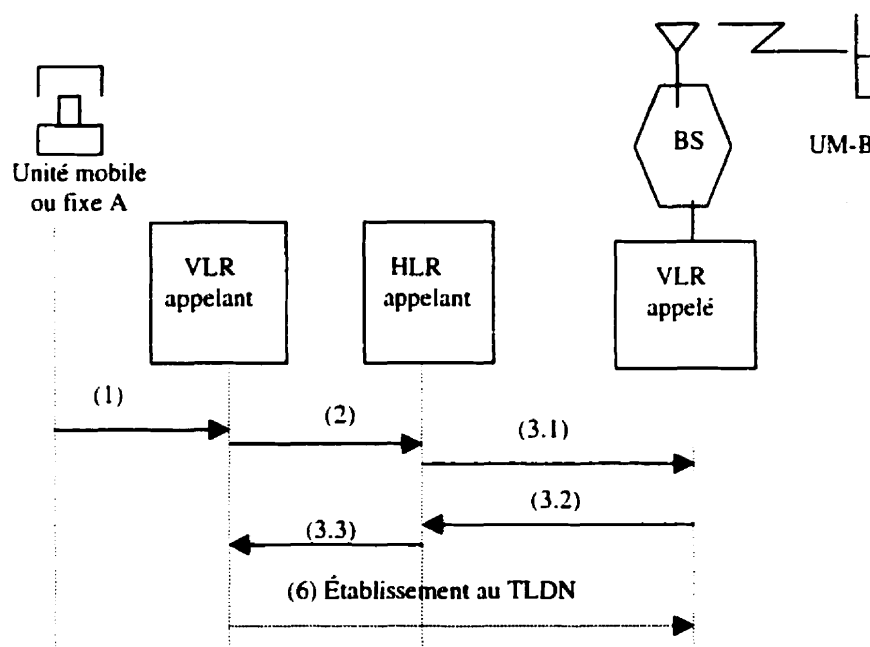 BS
UM-B
Unité mobile
ou fixe A
VLR
appelant
HLR
appelant
VLR
appelé
(1)
(2)
(3.1)
(3.2)
(3.3)
(6) Établissement au TLDN